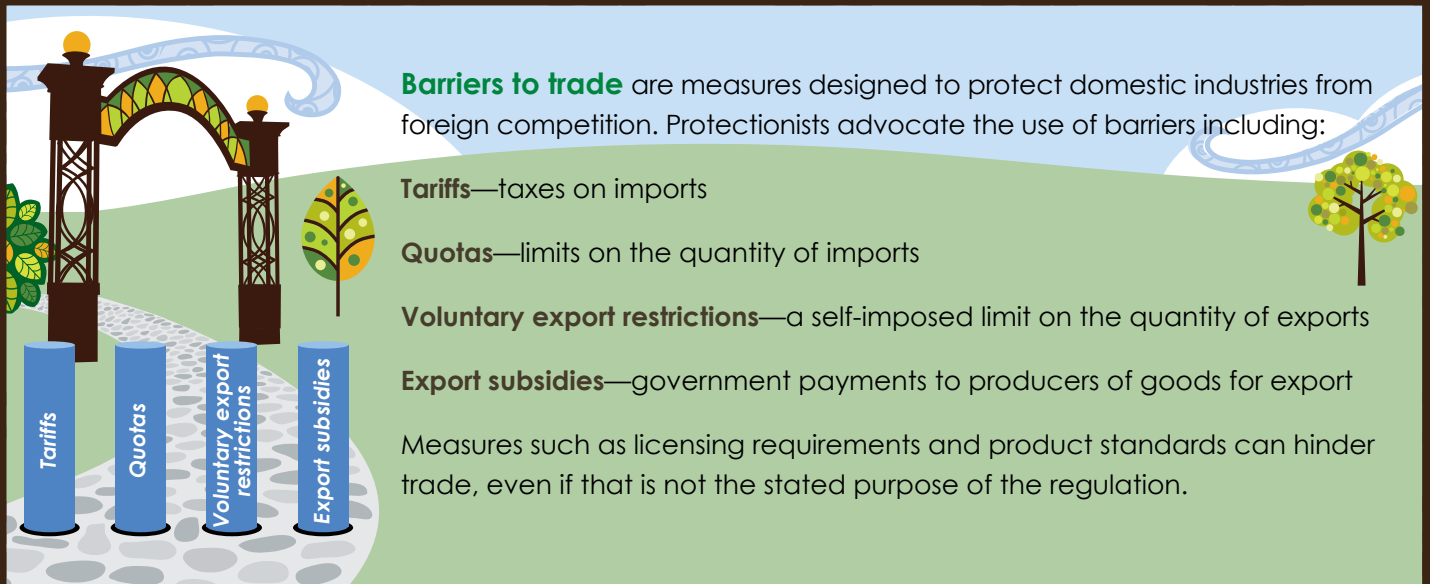 Barriers to trade are measures designed to protect domestic industries from
foreign competition. Protectionists advocate the use of barriers including:
Tariffs—taxes on imports
Quotas—limits on the quantity of imports
Voluntary export restrictions—a self-imposed limit on the quantity of exports
Export subsidies—government payments to producers of goods for export
Measures such as licensing requirements and product standards can hinder
trade, even if that is not the stated purpose of the regulation.
Tariffs
Quotas
Voluntary export
restrictions
Export subsidies